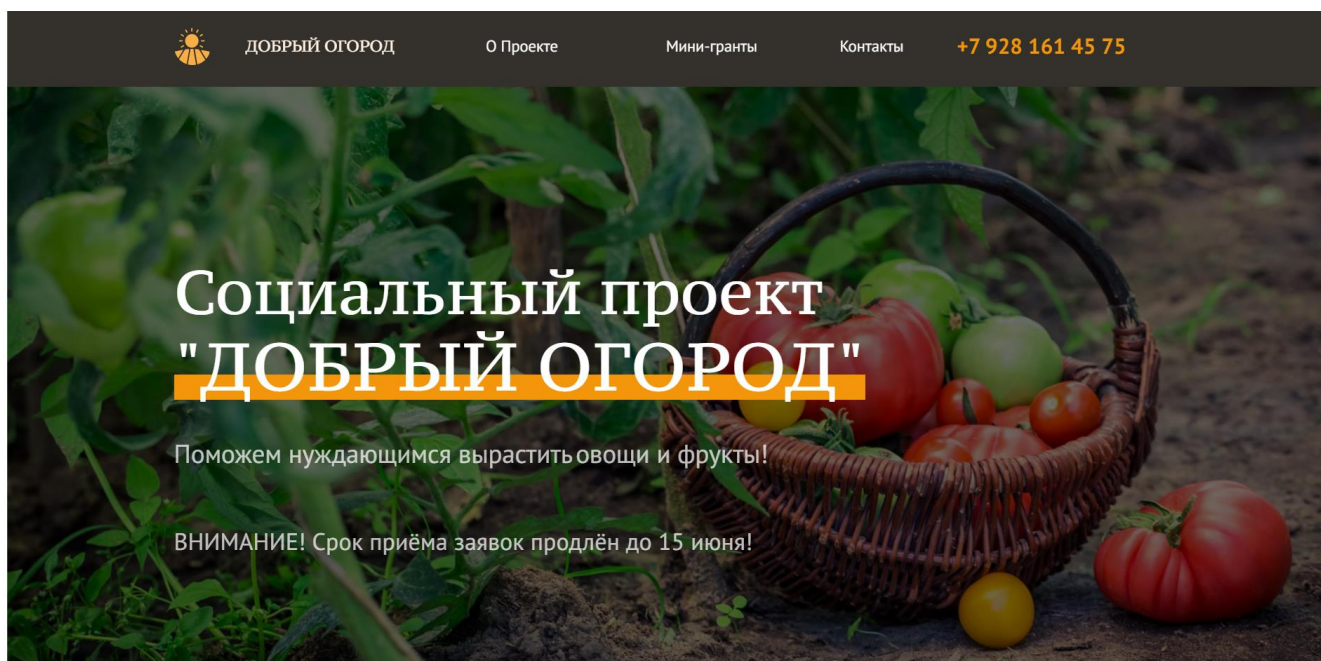 ДОБРЫЙ ОГОРОД
О Проекте
Мини-гранты
Контакты
+7 928 161 45 75
Социальный проект
"ДОБРЫЙ ОГОРОД"
Поможем нуждающимся вырастить овощи и фрукты!
ВНИМАНИЕ! Срок приёма заявок продлён до 15 июня!